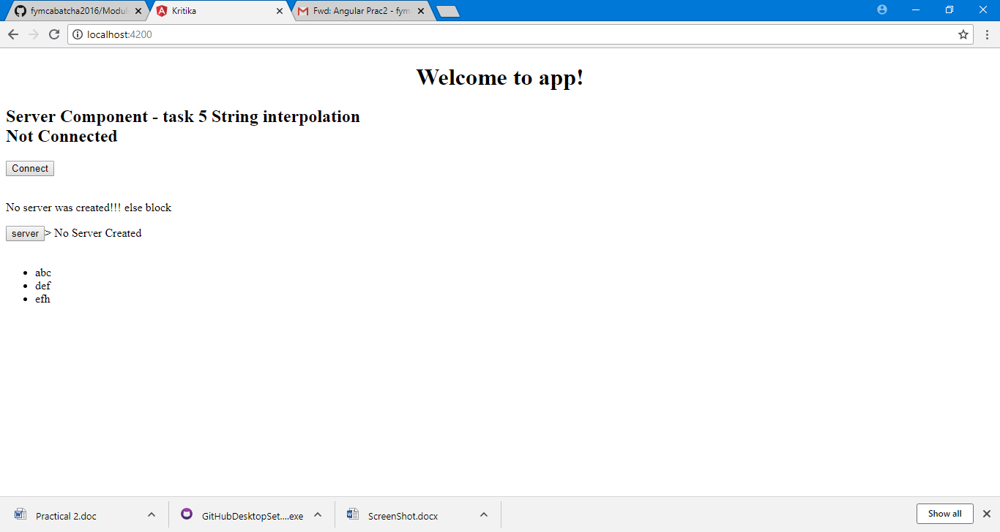 fymcabatcha2016/Modul
Kritika
Fwd: Angular Prac2 - fym
localhost:4200
Welcome to app!
Server Component - task 5 String interpolation
Not Connected
Connect
No server was created!!! else block
server> No Server Created
abc
def
efh
Practical 2.doc
GitHubDesktopSet....exe
ScreenShot.docx
Show all